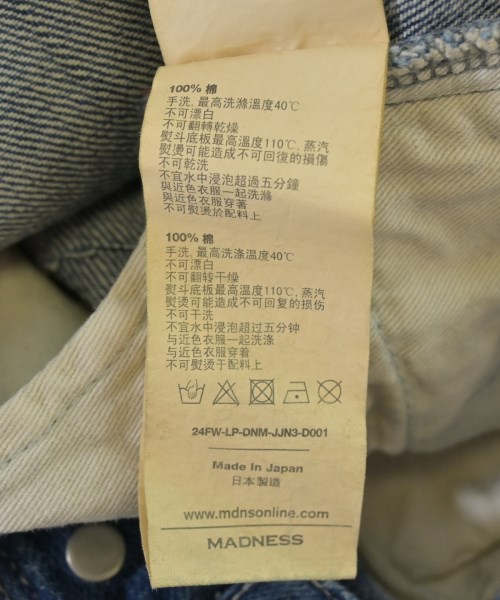 100% 棉
手洗, 最高洗滌溫度40℃
不可漂白
不可翻轉乾燥
熨斗底板最高溫度110℃, 蒸汽
熨燙可能造成不可回復的損傷
不可乾洗
不宜水中浸泡超過五分鐘
與近色衣服一起洗滌
與近色衣服穿著
不可熨燙於配料上
100% 棉
手洗, 最高洗涤温度40℃
不可漂白
不可翻转干燥
熨斗底板最高温度110℃, 蒸汽
熨烫可能造成不可回复的损伤
不可干洗
不宜水中浸泡超过五分钟
与近色衣服一起洗涤
与近色衣服穿着
不可熨烫于配料上
24FW-LP-DNM-JJN3-D001
Made In Japan
日本製造
www.mdnsonline.com
MADNESS